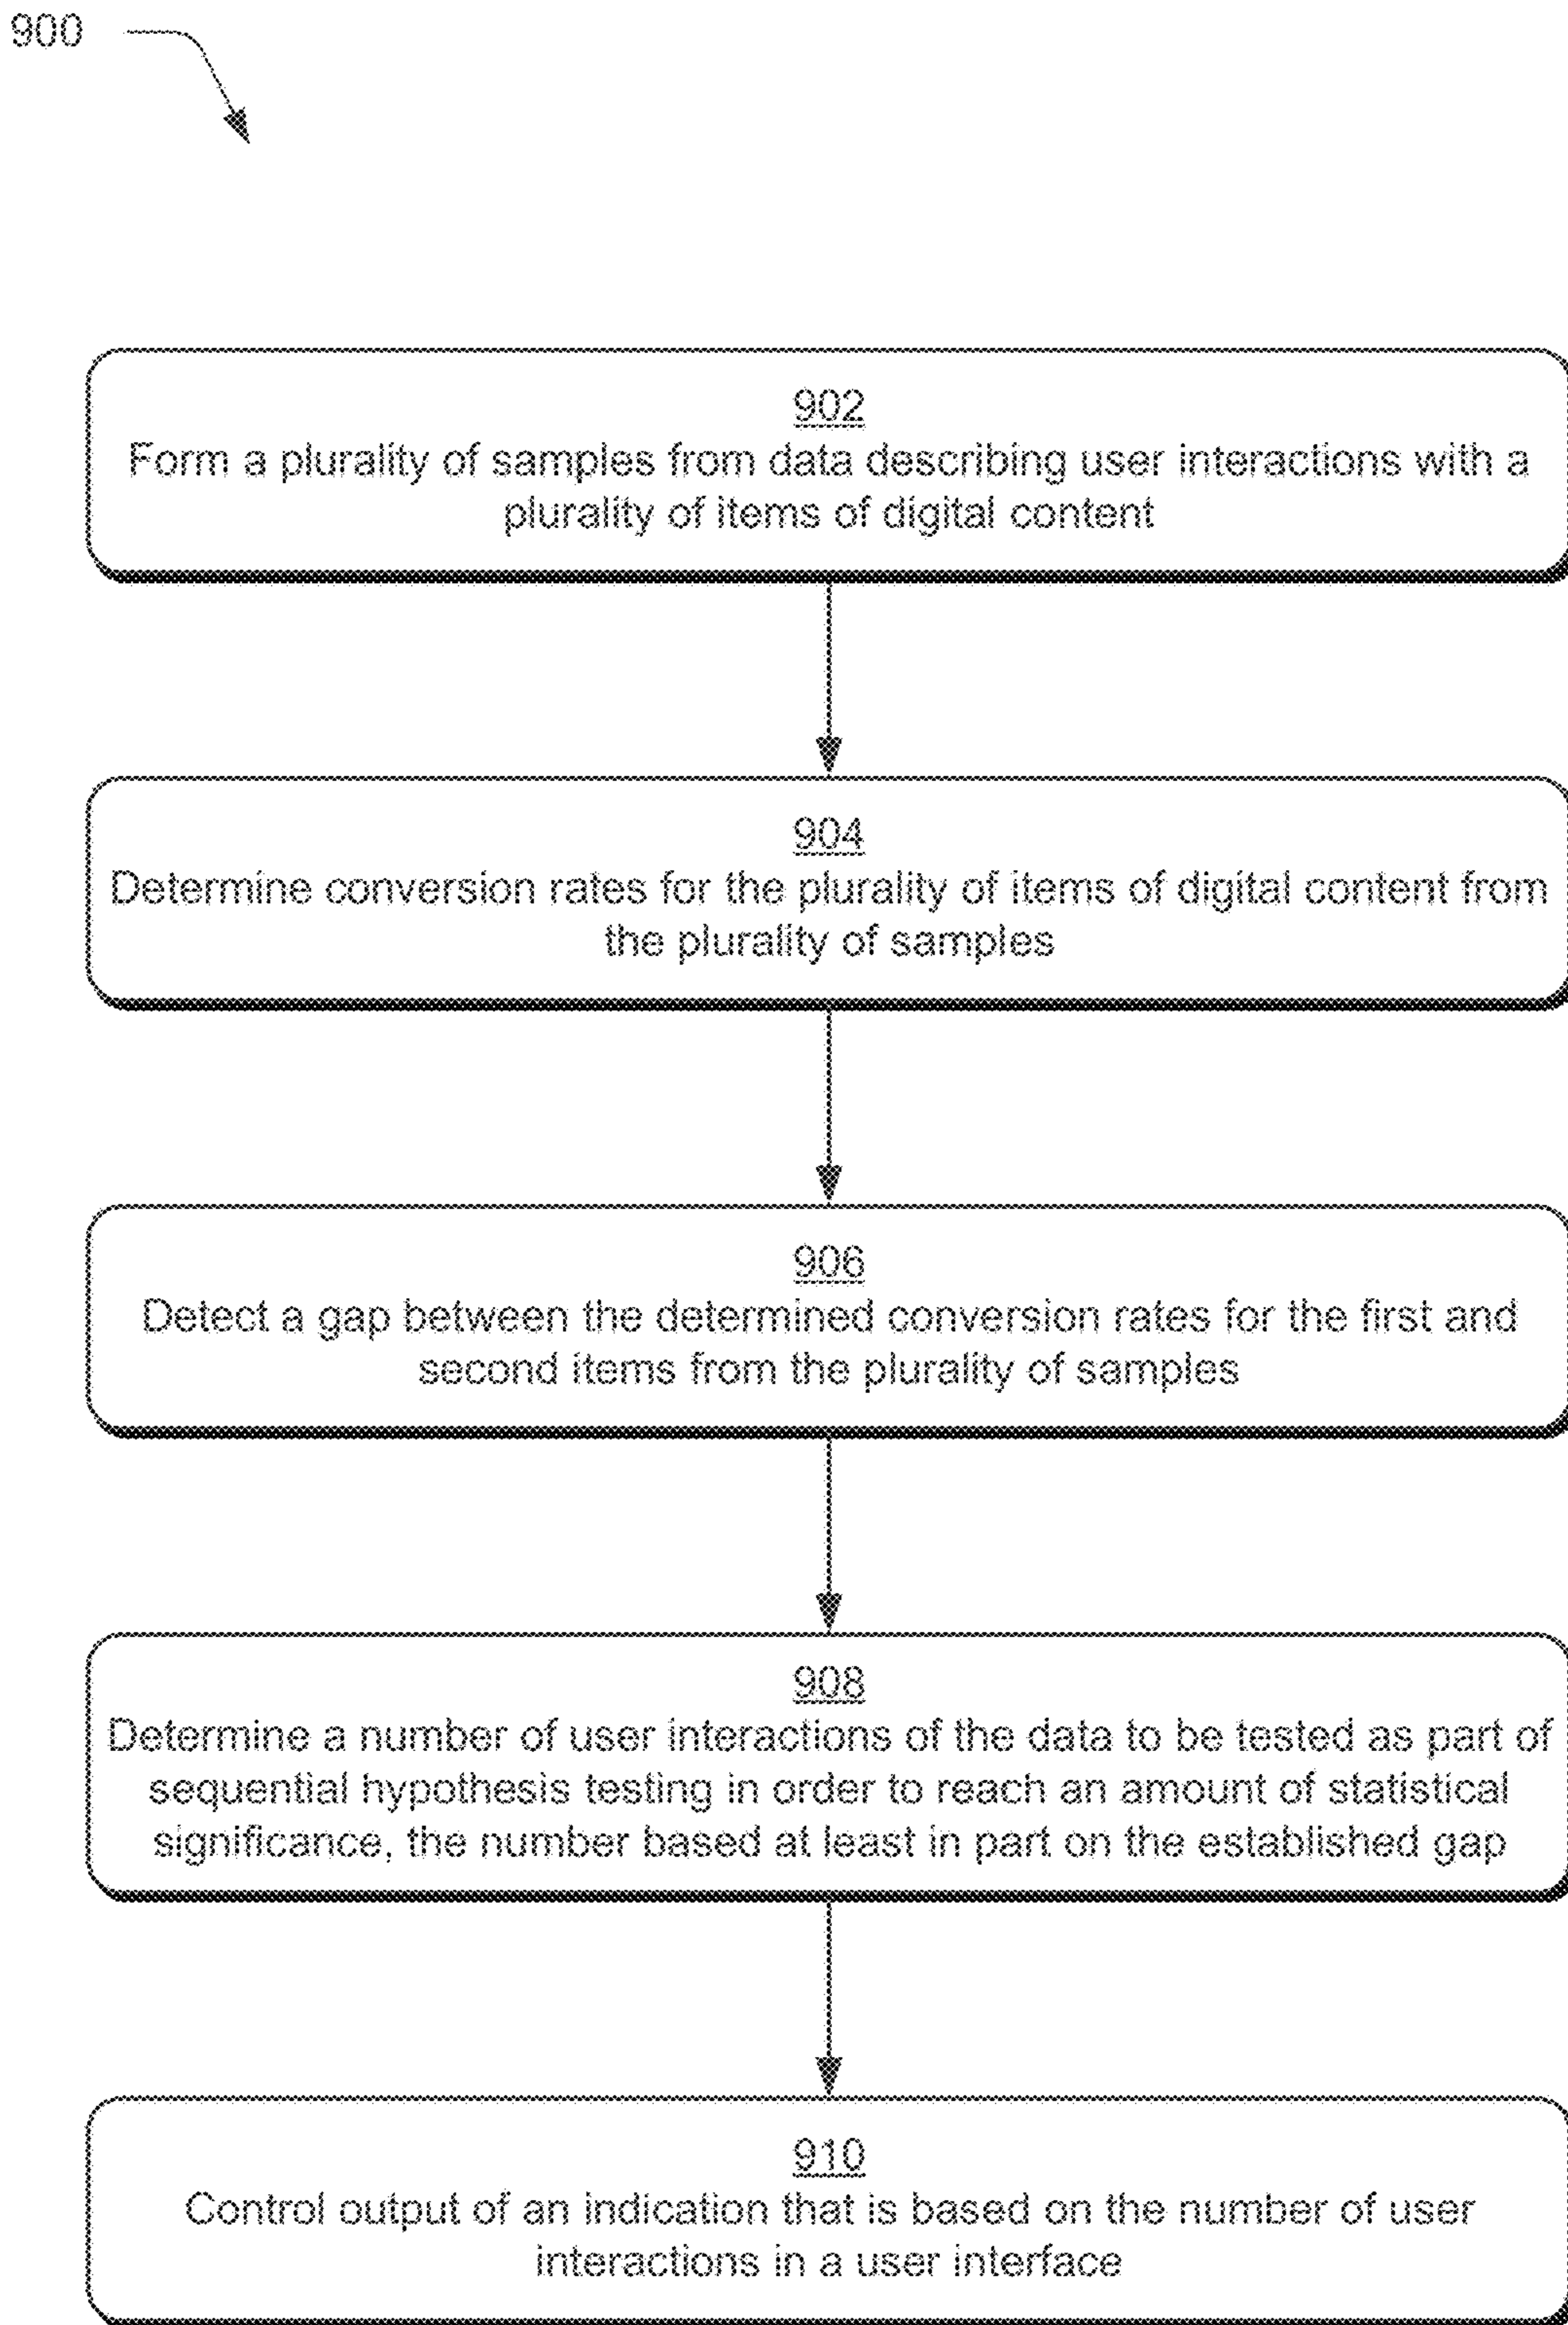 900
902
Form a plurality of samples from data describing user interactions with a
plurality of items of digital content
904
Determine conversion rates for the plurality of items of digital content from
the plurality of samples
906
Detect a gap between the determined conversion rates for the first and
second items from the plurality of samples
908
Determine a number of user interactions of the data to be tested as part of
sequential hypothesis testing in order to reach an amount of statistical
significance, the number based at least in part on the established gap
910
Control output of an indication that is based on the number of user
interactions in a user interface